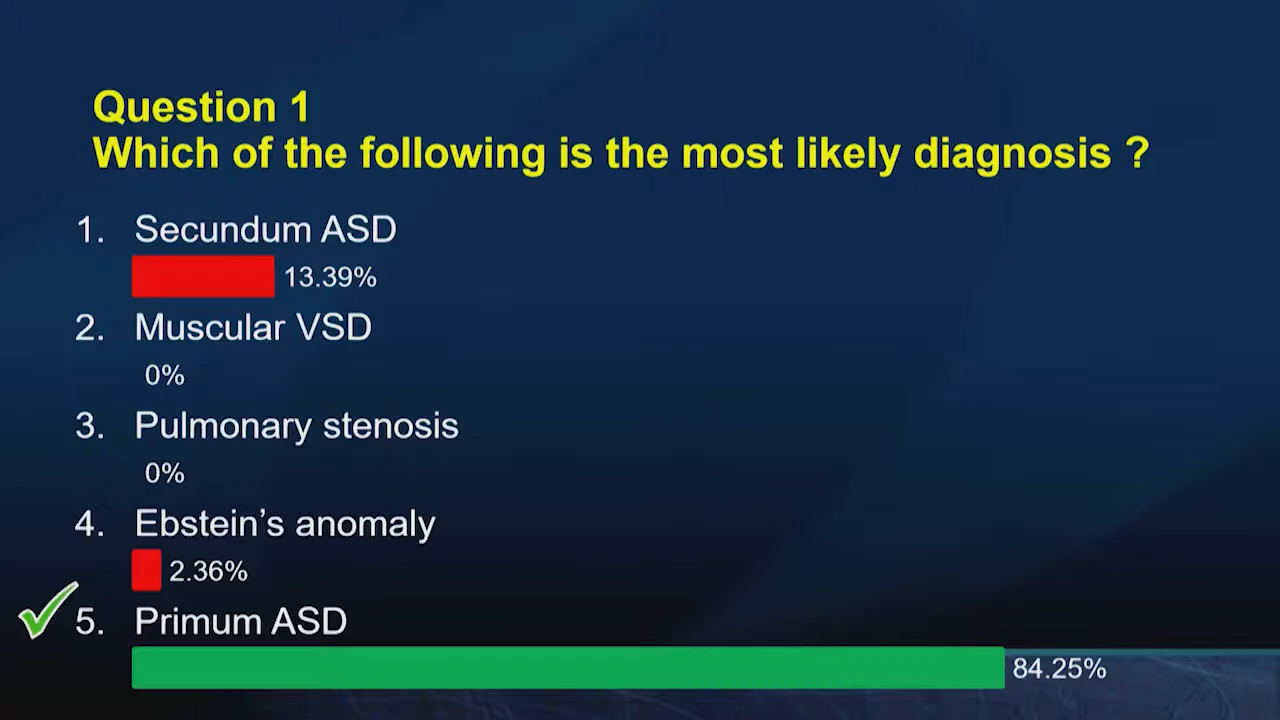 Question 1
Which of the following is the most likely diagnosis ?
1. Secundum ASD
13.39%
2. Muscular VSD
0%
3. Pulmonary stenosis
0%
4. Ebstein’s anomaly
2.36%
5. Primum ASD
84.25%